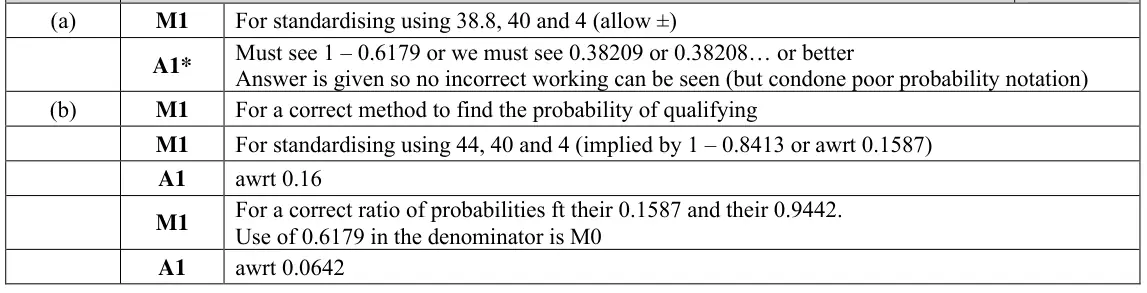 (a) M1 For standardising using 38.8, 40 and 4 (allow ±)
A1* Must see 1 – 0.6179 or we must see 0.38209 or 0.38208… or better
Answer is given so no incorrect working can be seen (but condone poor probability notation)
(b) M1 For a correct method to find the probability of qualifying
M1 For standardising using 44, 40 and 4 (implied by 1 – 0.8413 or awrt 0.1587)
A1 awrt 0.16
M1 For a correct ratio of probabilities ft their 0.1587 and their 0.9442.
Use of 0.6179 in the denominator is M0
A1 awrt 0.0642